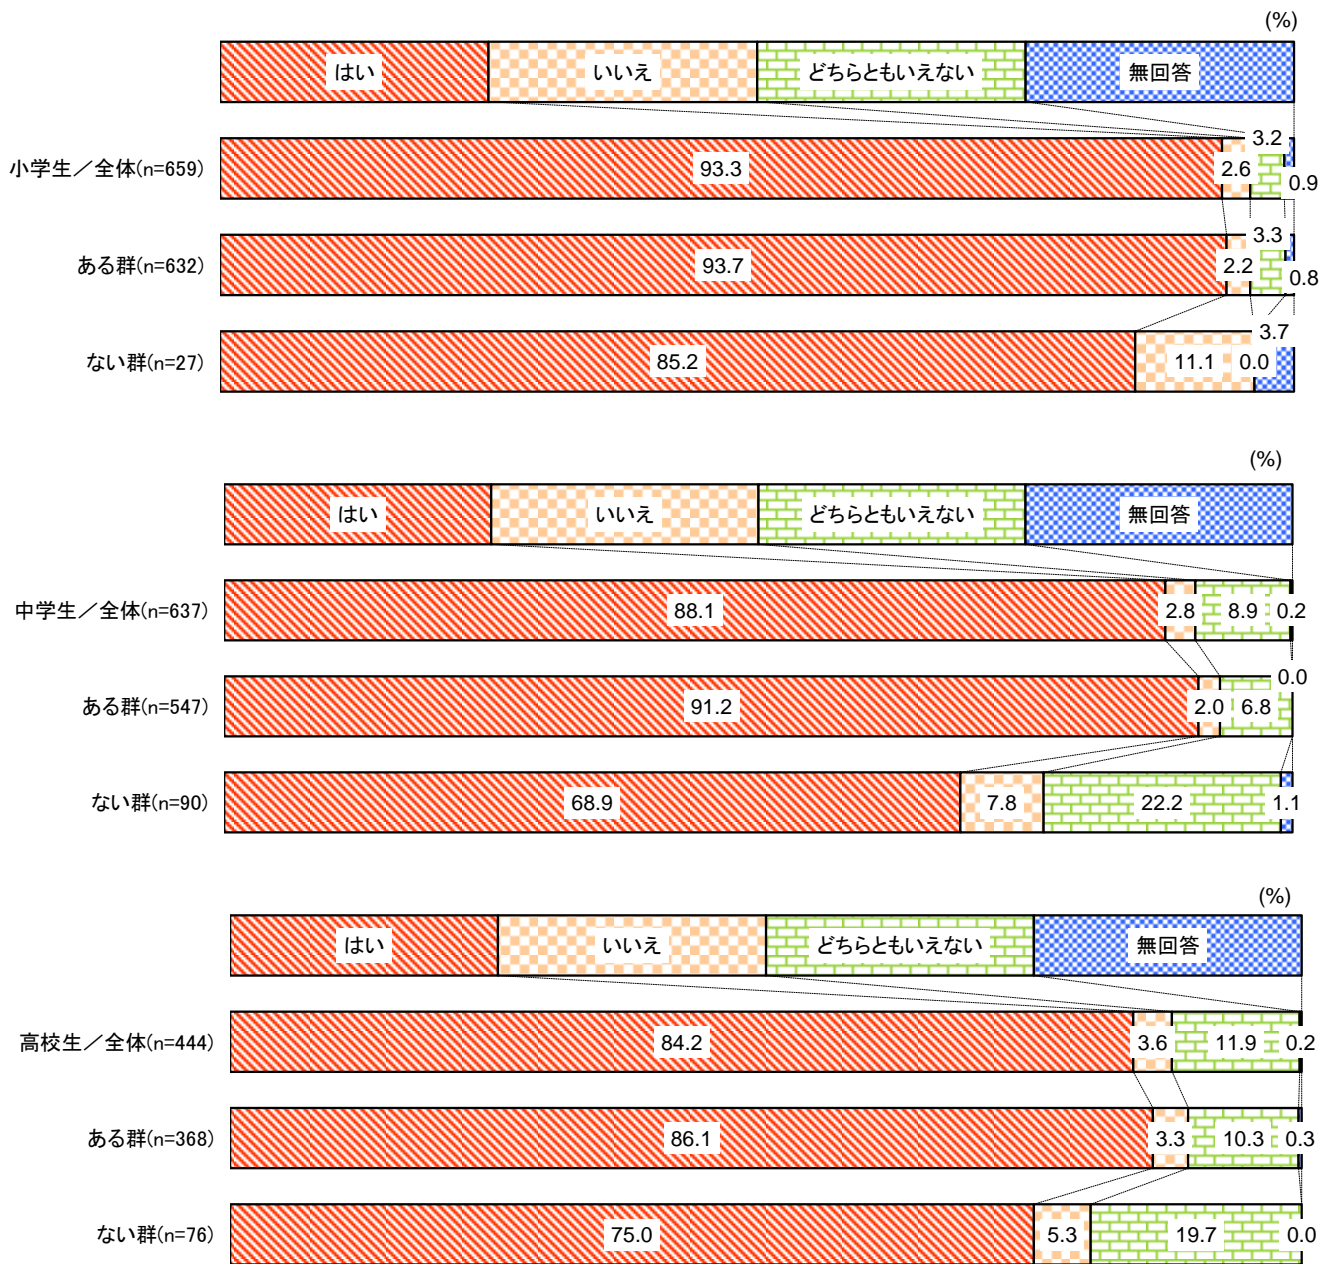 (%)
はい いいえ どちらともいえない 無回答
小学生／全体(n=659) 93.3 2.6 3.2 0.9
ある群(n=632) 93.7 2.2 3.3 0.8
ない群(n=27) 85.2 11.1 0.0 3.7
(%)
はい いいえ どちらともいえない 無回答
中学生／全体(n=637) 88.1 2.8 8.9 0.2
ある群(n=547) 91.2 2.0 6.8 0.0
ない群(n=90) 68.9 7.8 22.2 1.1
(%)
はい いいえ どちらともいえない 無回答
高校生／全体(n=444) 84.2 3.6 11.9 0.2
ある群(n=368) 86.1 3.3 10.3 0.3
ない群(n=76) 75.0 5.3 19.7 0.0